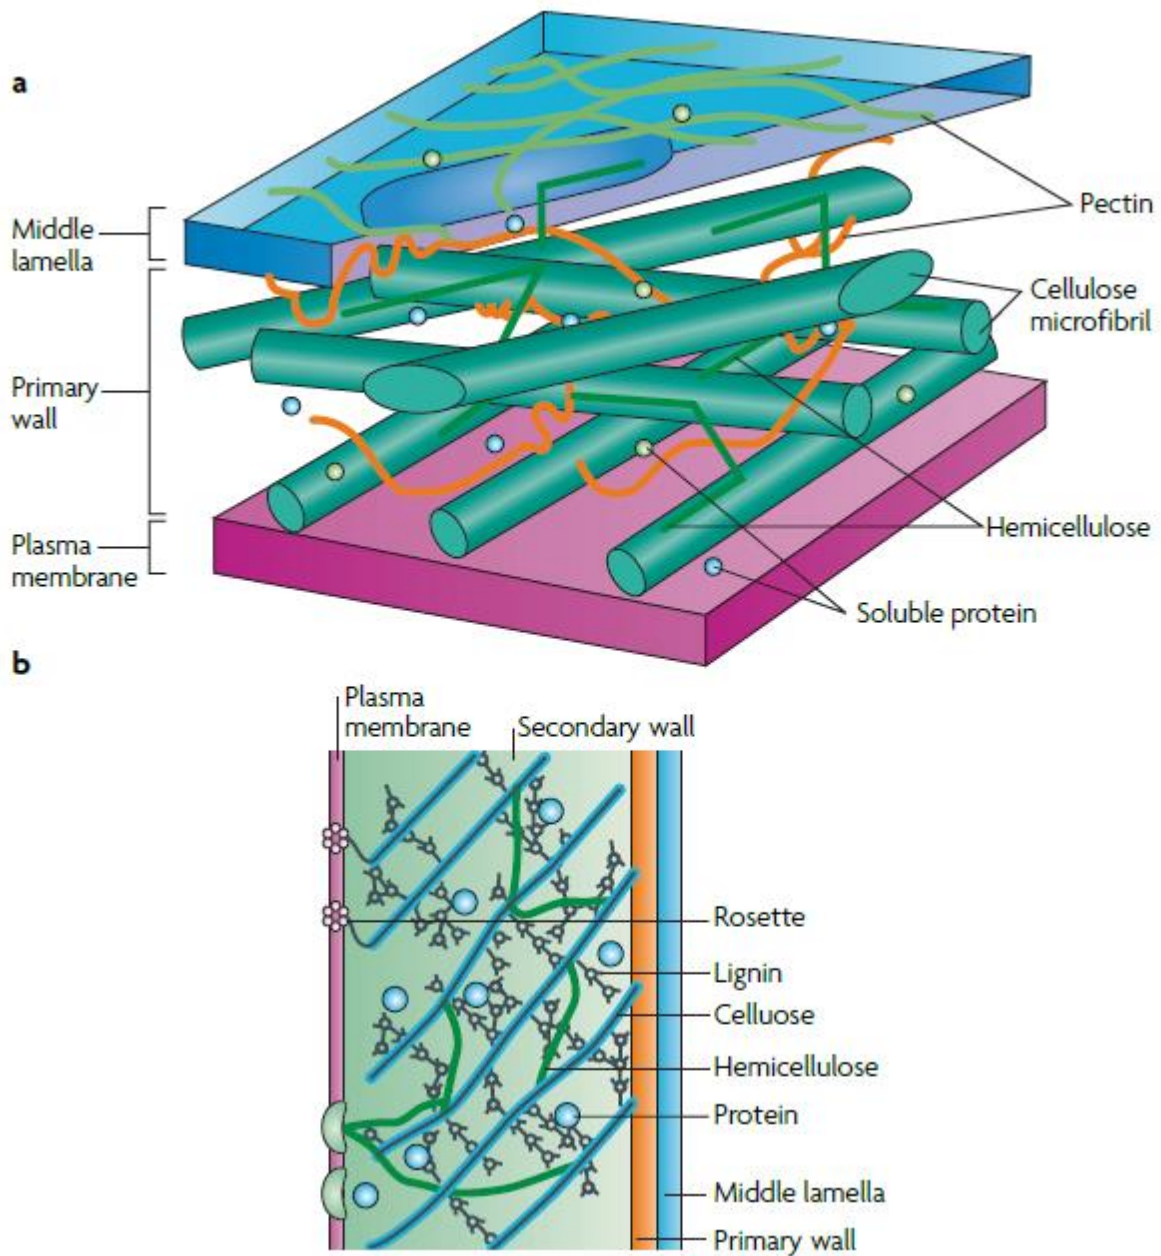 a
Middle
lamella
Pectin
Cellulose
microfibril
Primary
wall
Hemicellulose
Plasma
membrane
Soluble protein
b
Plasma
membrane
Secondary wall
Rosette
Lignin
Celluose
Hemicellulose
Protein
Middle lamella
Primary wall